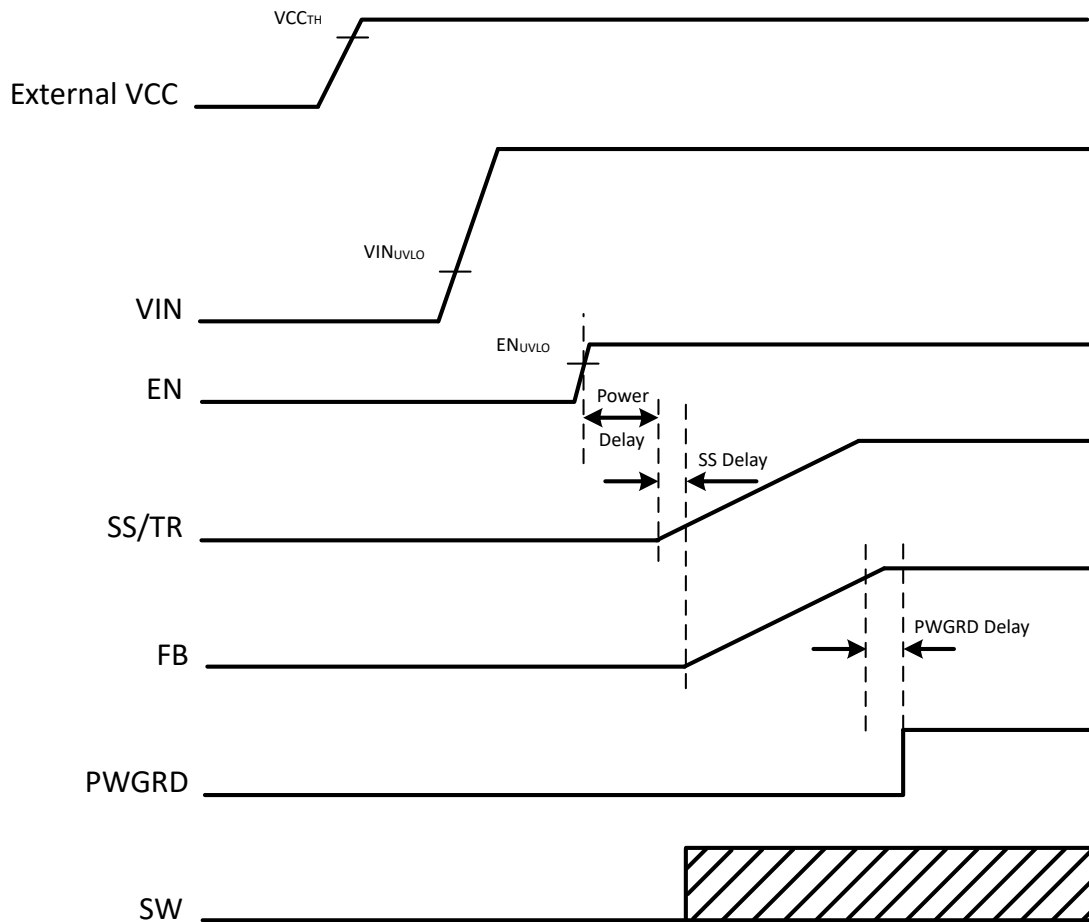 VCCTH
External VCC
VINUVLO
VIN
ENUVLO
EN
Power
Delay
SS Delay
SS/TR
PWGRD Delay
FB
PWGRD
SW